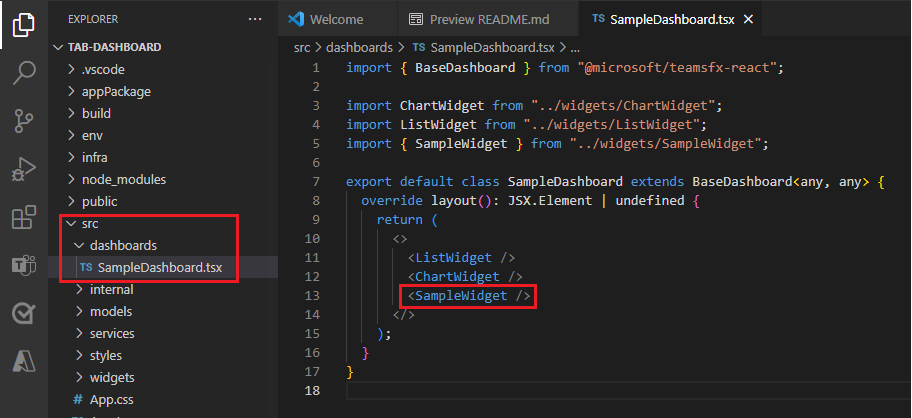 EXPLORER
···
TAB-DASHBOARD
.vscode
appPackage
build
env
infra
node_modules
public
src
dashboards
TS SampleDashboard.tsx
internal
models
services
styles
widgets
# App.css
Welcome
Preview README.md
TS SampleDashboard.tsx
src > dashboards > TS SampleDashboard.tsx > ...
1 import { BaseDashboard } from "@microsoft/teamsfx-react";
2
3 import ChartWidget from "../widgets/ChartWidget";
4 import ListWidget from "../widgets/ListWidget";
5 import { SampleWidget } from "../widgets/SampleWidget";
6
7 export default class SampleDashboard extends BaseDashboard<any, any> {
8 override layout(): JSX.Element | undefined {
9 return (
10 <>
11 <ListWidget />
12 <ChartWidget />
13 <SampleWidget />
14 </>
15 );
16 }
17 }
18